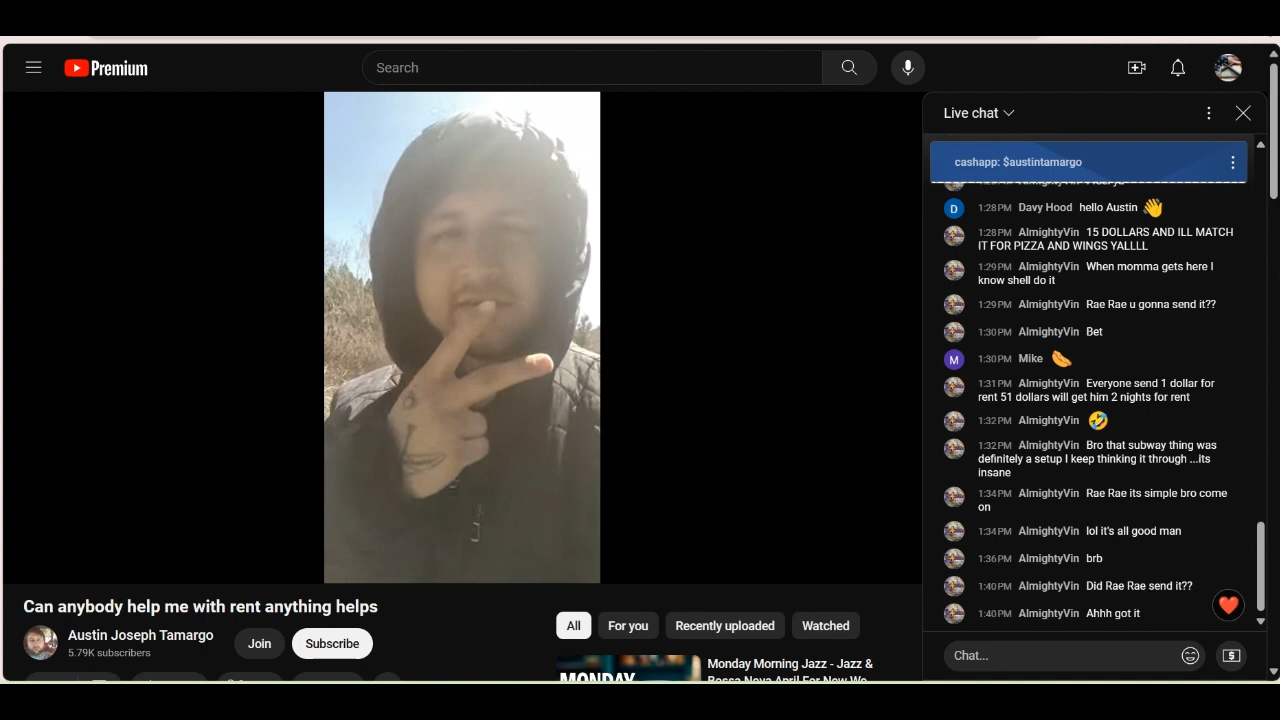 Premium
Search
Live chat
cashapp: $austintamargo
D 1:28 PM Davy Hood hello Austin 👋
1:28 PM AlmightyVin 15 DOLLARS AND ILL MATCH
IT FOR PIZZA AND WINGS YALLLL
1:29 PM AlmightyVin When momma gets here I
know shell do it
1:29 PM AlmightyVin Rae Rae u gonna send it??
1:30 PM AlmightyVin Bet
M 1:30 PM Mike 🌭
1:31 PM AlmightyVin Everyone send 1 dollar for
rent 51 dollars will get him 2 nights for rent
1:32 PM AlmightyVin 🤣
1:32 PM AlmightyVin Bro that subway thing was
definitely a setup I keep thinking it through ...its
insane
1:34 PM AlmightyVin Rae Rae its simple bro come
on
1:34 PM AlmightyVin lol it's all good man
1:36 PM AlmightyVin brb
1:40 PM AlmightyVin Did Rae Rae send it??
1:40 PM AlmightyVin Ahhh got it
Chat...
Can anybody help me with rent anything helps
Austin Joseph Tamargo
5.79K subscribers
Join
Subscribe
All
For you
Recently uploaded
Watched
MONDAY
Monday Morning Jazz - Jazz &
Bossa Nova April For New We